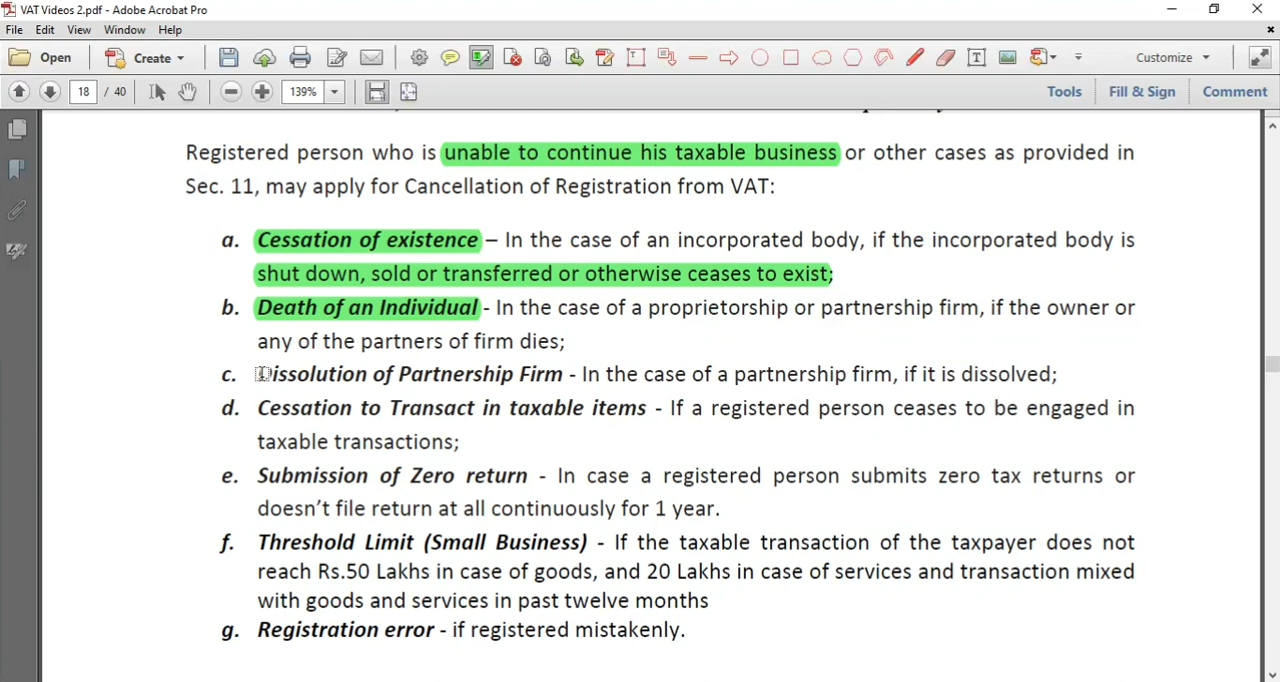 VAT Videos 2.pdf - Adobe Acrobat Pro
File Edit View Window Help
Open Create Customize
18 / 40 139% Tools Fill & Sign Comment
Registered person who is unable to continue his taxable business or other cases as provided in
Sec. 11, may apply for Cancellation of Registration from VAT:
a. Cessation of existence – In the case of an incorporated body, if the incorporated body is
shut down, sold or transferred or otherwise ceases to exist;
b. Death of an Individual - In the case of a proprietorship or partnership firm, if the owner or
any of the partners of firm dies;
c. Dissolution of Partnership Firm - In the case of a partnership firm, if it is dissolved;
d. Cessation to Transact in taxable items - If a registered person ceases to be engaged in
taxable transactions;
e. Submission of Zero return - In case a registered person submits zero tax returns or
doesn't file return at all continuously for 1 year.
f. Threshold Limit (Small Business) - If the taxable transaction of the taxpayer does not
reach Rs.50 Lakhs in case of goods, and 20 Lakhs in case of services and transaction mixed
with goods and services in past twelve months
g. Registration error - if registered mistakenly.